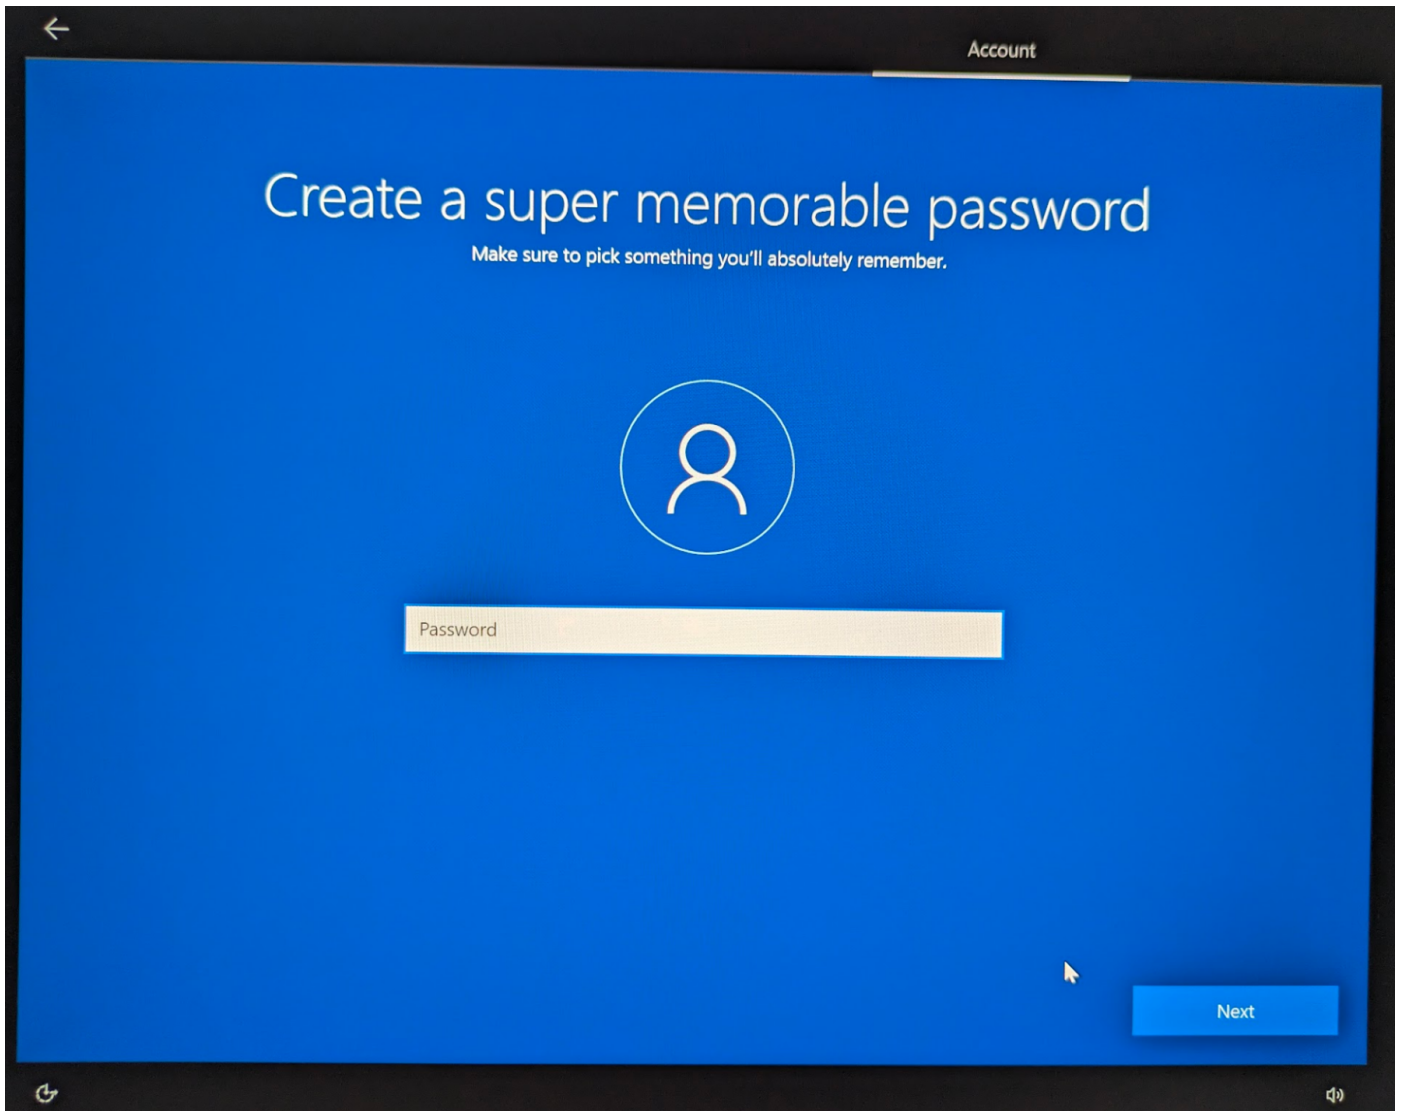 Account
Create a super memorable password
Make sure to pick something you'll absolutely remember.
Password
Next